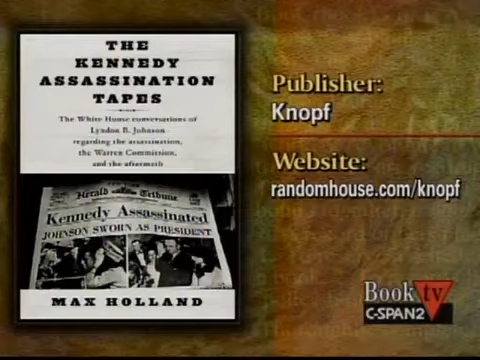 THE
KENNEDY
ASSASSINATION
TAPES
The White House conversations of
Lyndon B. Johnson
regarding the assassination,
the Warren Commission,
and the aftermath
Herald Tribune
Kennedy Assassinated
JOHNSON SWORN AS PRESIDENT
MAX HOLLAND
Publisher:
Knopf
Website:
randomhouse.com/knopf
Book tv
C-SPAN2